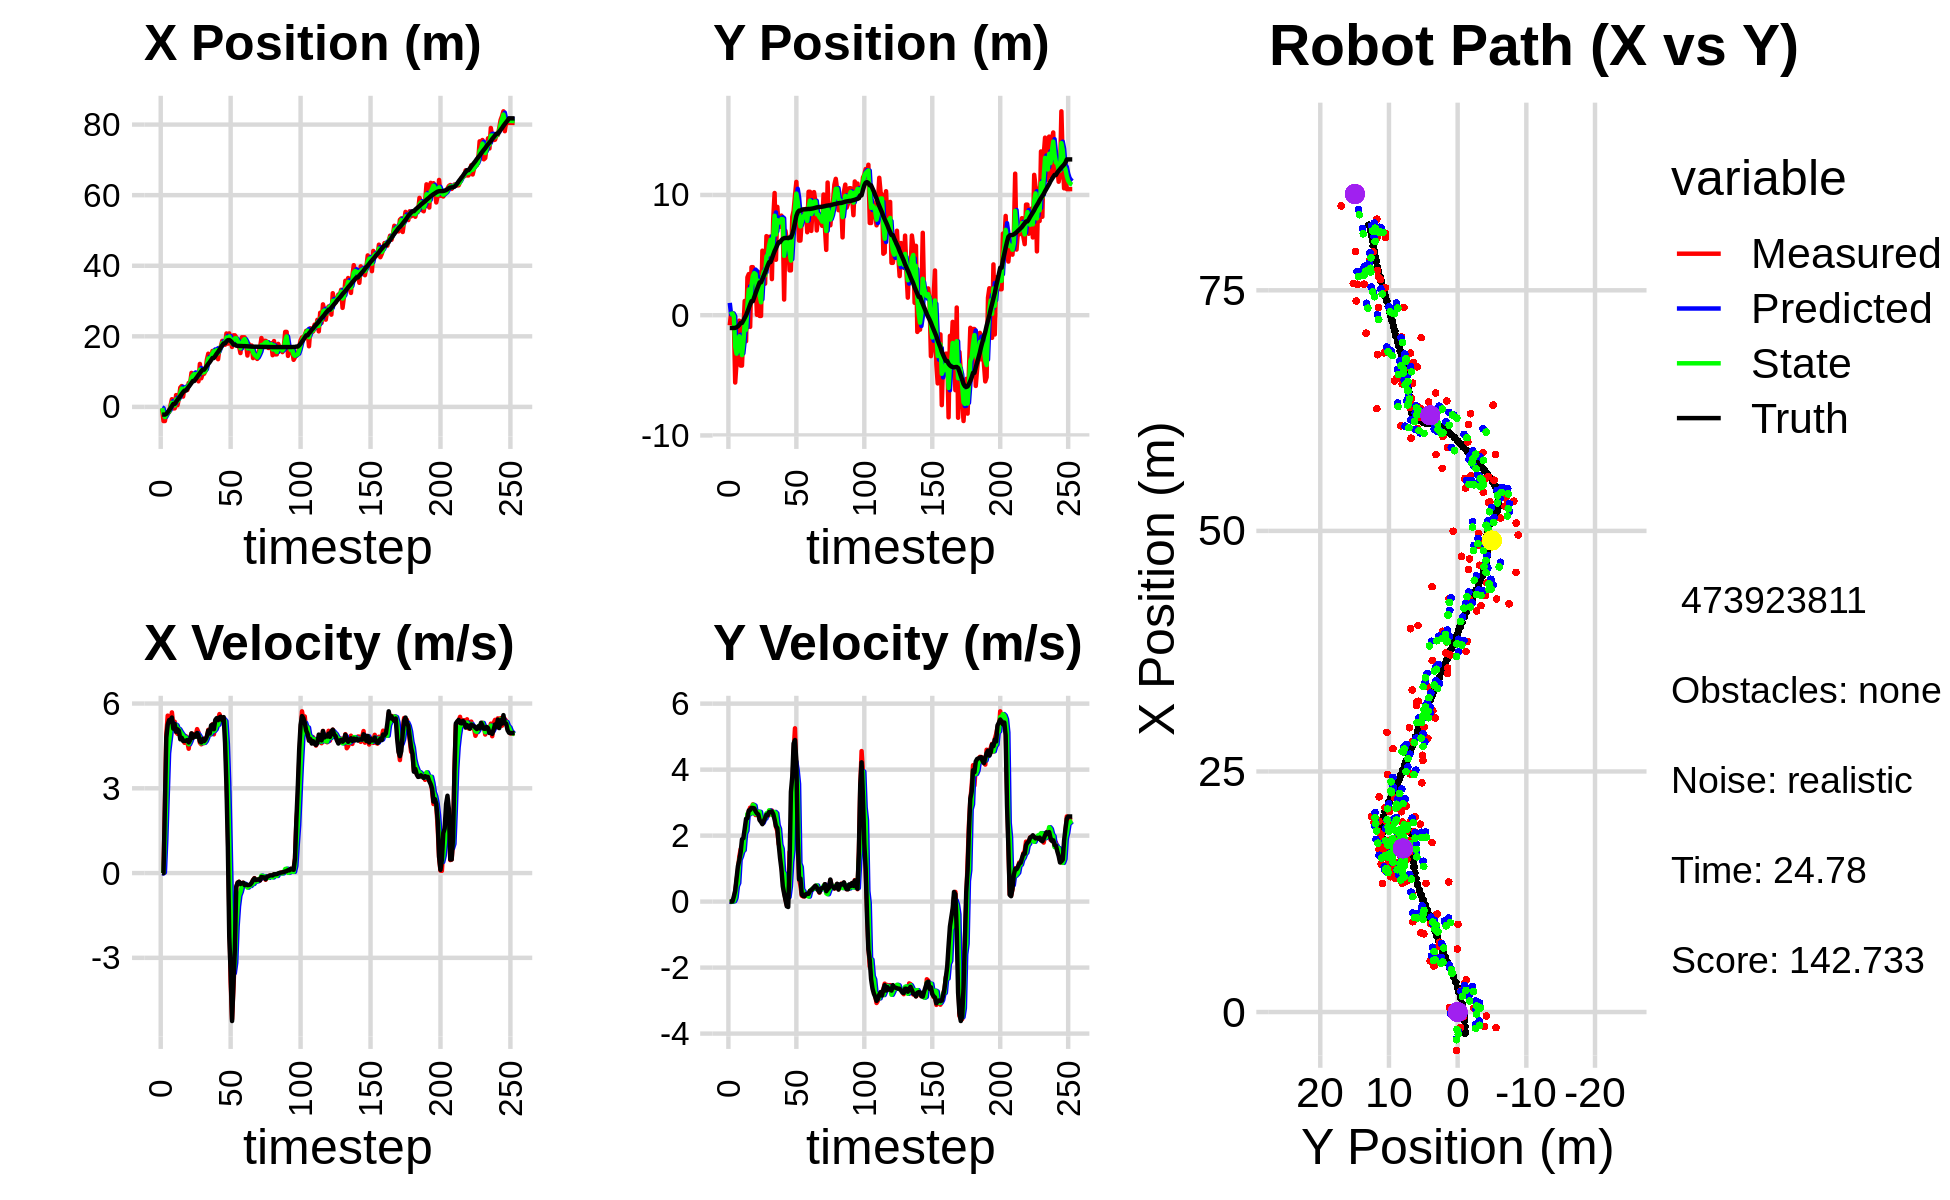 X Position (m)
80
60
40
20
0
0
50
100
150
200
250
timestep
Y Position (m)
10
0
-10
0
50
100
150
200
250
timestep
X Velocity (m/s)
6
3
0
-3
0
50
100
150
200
250
timestep
Y Velocity (m/s)
6
4
2
0
-2
-4
0
50
100
150
200
250
timestep
Robot Path (X vs Y)
X Position (m)
75
50
25
0
20 10 0 -10 -20
Y Position (m)
variable
Measured
Predicted
State
Truth
473923811
Obstacles: none
Noise: realistic
Time: 24.78
Score: 142.733